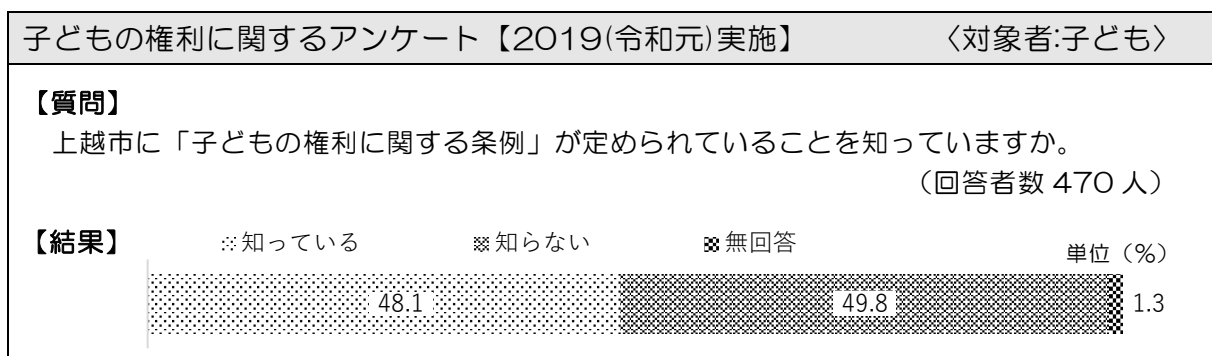 子どもの権利に関するアンケート【2019(令和元)実施】 〈対象者:子ども〉
【質問】
上越市に「子どもの権利に関する条例」が定められていることを知っていますか。
(回答者数 470 人)
【結果】 知っている 知らない 無回答 単位(%)
48.1 49.8 1.3